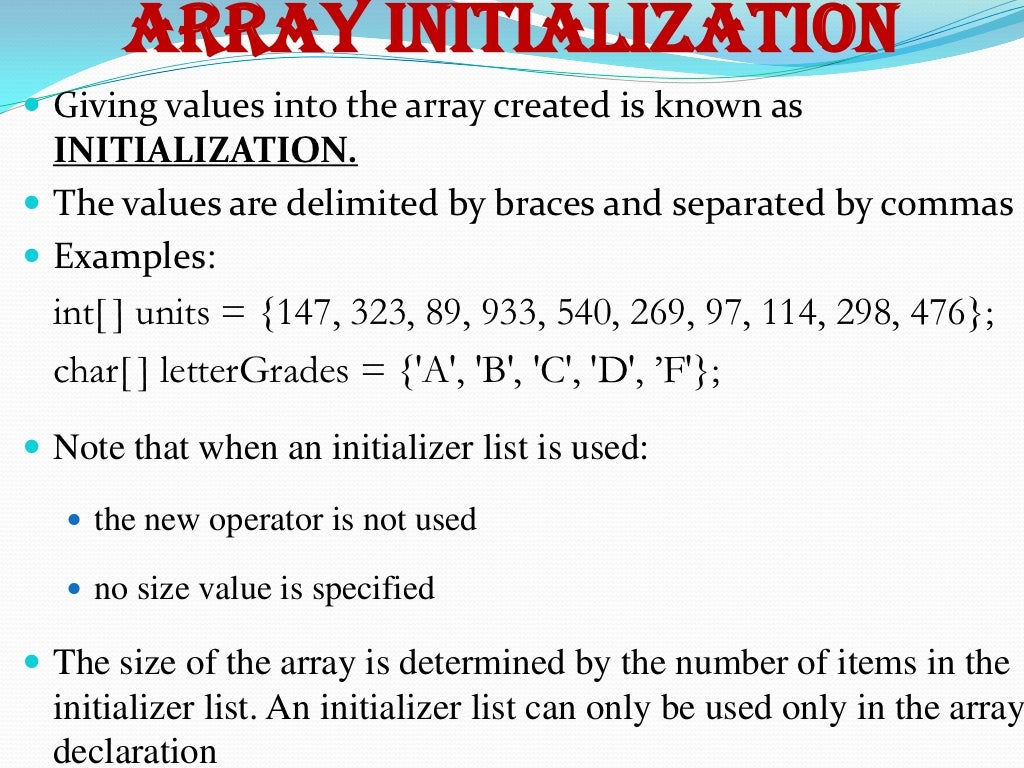 ARRAY INITIALIZATION
Giving values into the array created is known as
INITIALIZATION.
The values are delimited by braces and separated by commas
Examples:
int[ ] units = {147, 323, 89, 933, 540, 269, 97, 114, 298, 476};
char[ ] letterGrades = {'A', 'B', 'C', 'D', ’F'};
Note that when an initializer list is used:
the new operator is not used
no size value is specified
The size of the array is determined by the number of items in the
initializer list. An initializer list can only be used only in the array
declaration